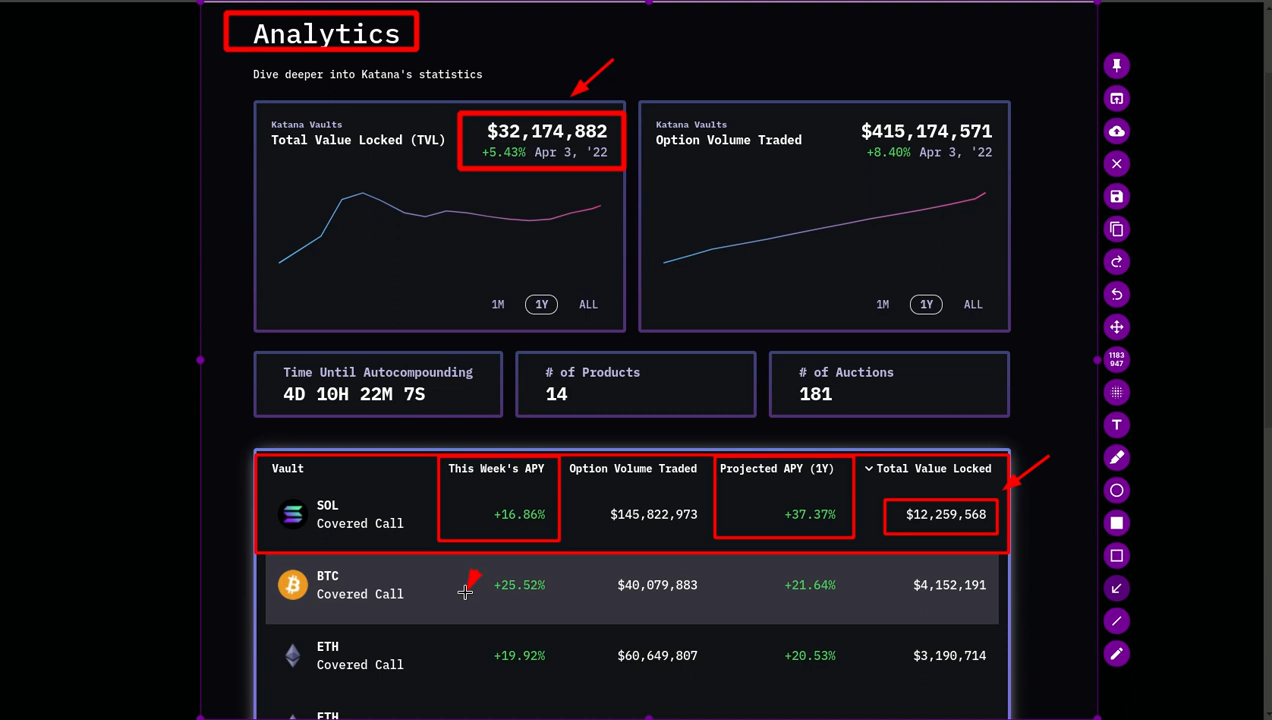 Analytics
Dive deeper into Katana's statistics
Katana Vaults
Total Value Locked (TVL)
$32,174,882
+5.43% Apr 3, '22
1M 1Y ALL
Katana Vaults
Option Volume Traded
$415,174,571
+8.40% Apr 3, '22
1M 1Y ALL
Time Until Autocompounding
4D 10H 22M 7S
# of Products
14
# of Auctions
181
Vault This Week's APY Option Volume Traded Projected APY (1Y) Total Value Locked
SOL
Covered Call
+16.86% $145,822,973 +37.37% $12,259,568
BTC
Covered Call
+25.52% $40,079,883 +21.64% $4,152,191
ETH
Covered Call
+19.92% $60,649,807 +20.53% $3,190,714
ETH
1183
947
T